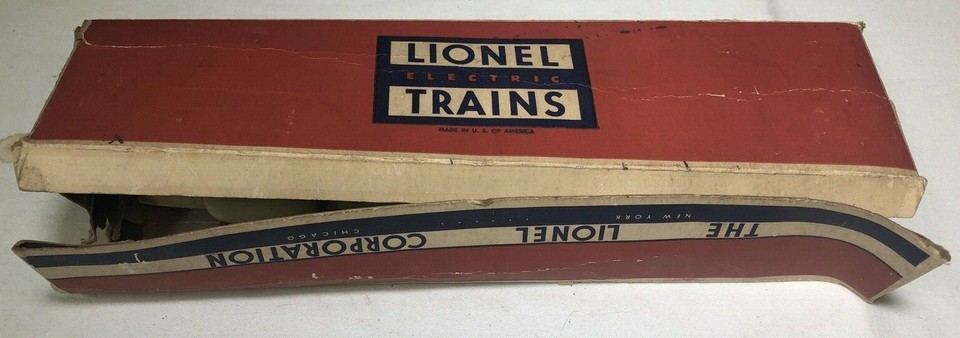 LIONEL
ELECTRIC
TRAINS
MADE IN U. S. OF AMERICA
THE LIONEL CORPORATION
NEW YORK . . . . . CHICAGO